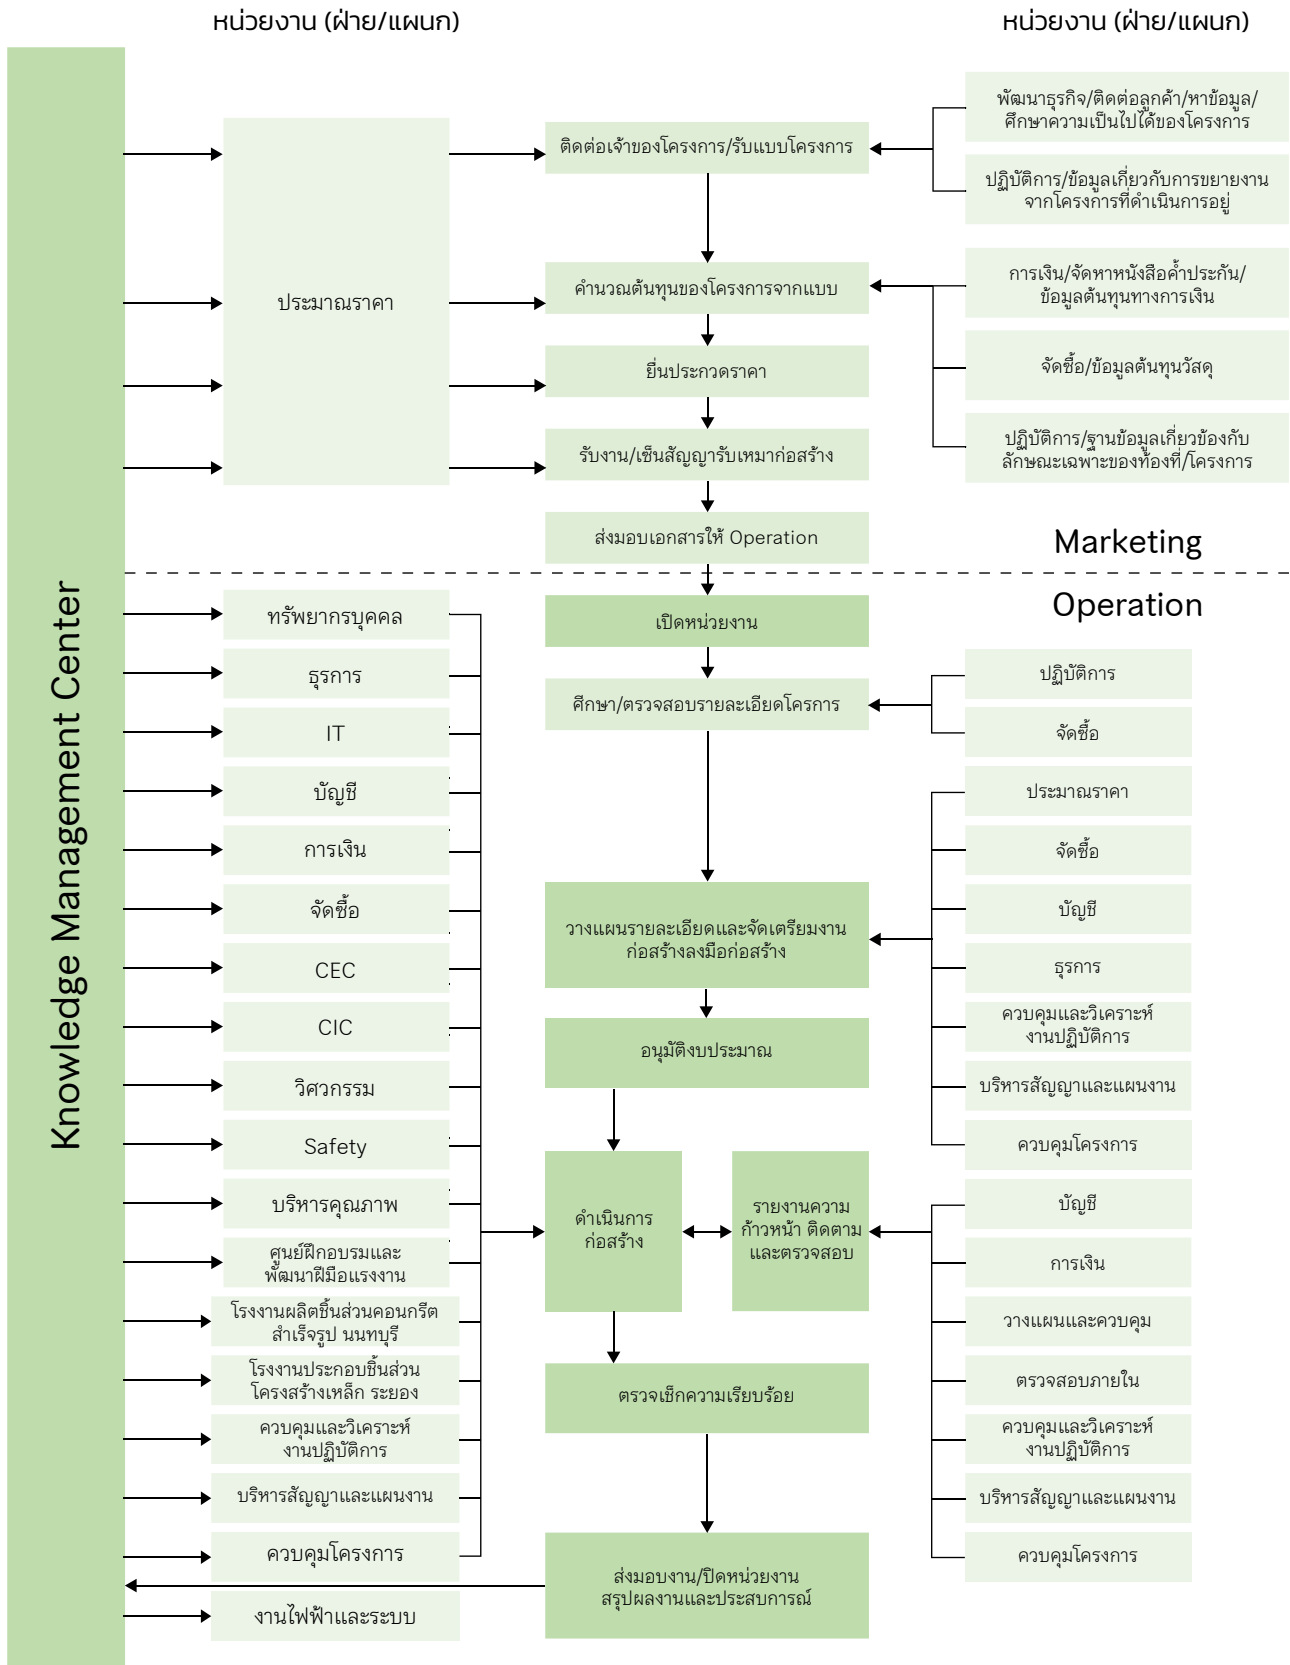 หน่วยงาน (ฝ่าย/แผนก)
หน่วยงาน (ฝ่าย/แผนก)
Knowledge Management Center
ประมาณราคา
ติดต่อเจ้าของโครงการ/รับแบบโครงการ
คำนวณต้นทุนของโครงการจากแบบ
ยื่นประกวดราคา
รับงาน/เซ็นสัญญารับเหมาก่อสร้าง
ส่งมอบเอกสารให้ Operation
พัฒนาธุรกิจ/ติดต่อลูกค้า/หาข้อมูล/
ศึกษาความเป็นไปได้ของโครงการ
ปฏิบัติการ/ข้อมูลเกี่ยวกับการขยายงาน
จากโครงการที่ดำเนินการอยู่
การเงิน/จัดหาหนังสือค้ำประกัน/
ข้อมูลต้นทุนทางการเงิน
จัดซื้อ/ข้อมูลต้นทุนวัสดุ
ปฏิบัติการ/ฐานข้อมูลเกี่ยวข้องกับ
ลักษณะเฉพาะของท้องที่/โครงการ
Marketing
Operation
ทรัพยากรบุคคล
ธุรการ
IT
บัญชี
การเงิน
จัดซื้อ
CEC
CIC
วิศวกรรม
Safety
บริหารคุณภาพ
ศูนย์ฝึกอบรมและ
พัฒนาฝีมือแรงงาน
โรงงานผลิตชิ้นส่วนคอนกรีต
สำเร็จรูป นนทบุรี
โรงงานประกอบชิ้นส่วน
โครงสร้างเหล็ก ระยอง
ควบคุมและวิเคราะห์
งานปฏิบัติการ
บริหารสัญญาและแผนงาน
ควบคุมโครงการ
งานไฟฟ้าและระบบ
เปิดหน่วยงาน
ศึกษา/ตรวจสอบรายละเอียดโครการ
วางแผนรายละเอียดและจัดเตรียมงาน
ก่อสร้างลงมือก่อสร้าง
อนุมัติงบประมาณ
ดำเนินการ
ก่อสร้าง
รายงานความ
ก้าวหน้า ติดตาม
และตรวจสอบ
ตรวจเช็กความเรียบร้อย
ส่งมอบงาน/ปิดหน่วยงาน
สรุปผลงานและประสบการณ์
ปฏิบัติการ
จัดซื้อ
ประมาณราคา
จัดซื้อ
บัญชี
ธุรการ
ควบคุมและวิเคราะห์
งานปฏิบัติการ
บริหารสัญญาและแผนงาน
ควบคุมโครงการ
บัญชี
การเงิน
วางแผนและควบคุม
ตรวจสอบภายใน
ควบคุมและวิเคราะห์
งานปฏิบัติการ
บริหารสัญญาและแผนงาน
ควบคุมโครงการ